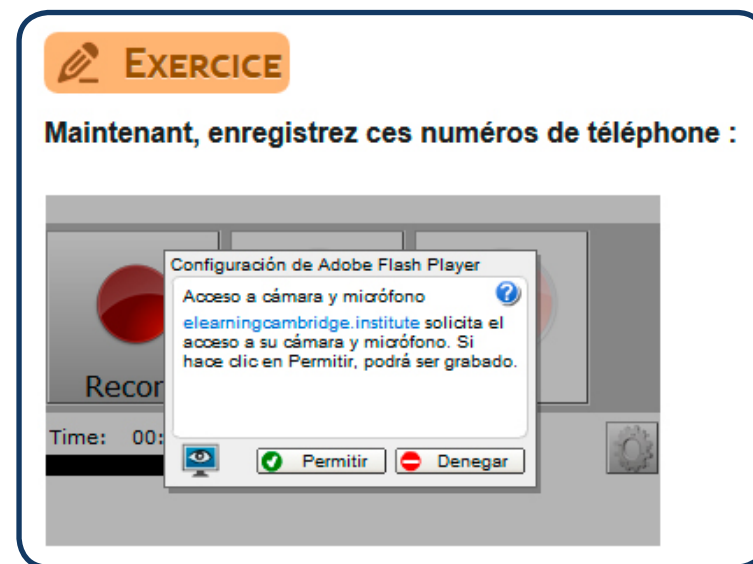 EXERCICE
Maintenant, enregistrez ces numéros de téléphone :
Configuración de Adobe Flash Player
Acceso a cámara y micrófono
elearningcambridge.institute solicita el
acceso a su cámara y micrófono. Si
hace clic en Permitir, podrá ser grabado.
Recor
Time: 00:
Permitir
Denegar